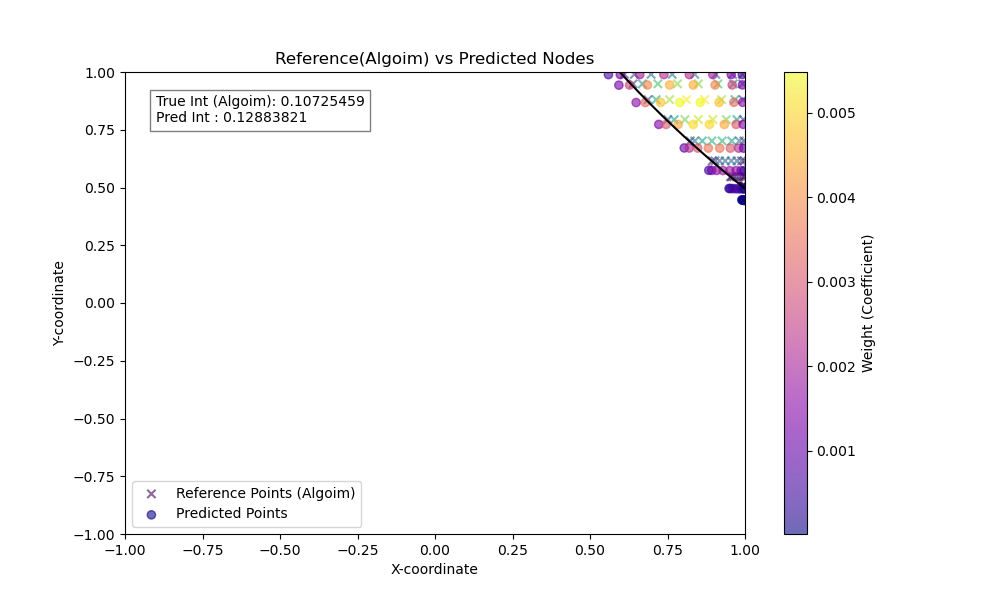 Reference(Algoim) vs Predicted Nodes
True Int (Algoim): 0.10725459
Pred Int : 0.12883821
1.00
0.75
0.50
0.25
0.00
−0.25
−0.50
−0.75
−1.00
Y-coordinate
Reference Points (Algoim)
Predicted Points
−1.00 −0.75 −0.50 −0.25 0.00 0.25 0.50 0.75 1.00
X-coordinate
0.005
0.004
0.003
0.002
0.001
Weight (Coefficient)